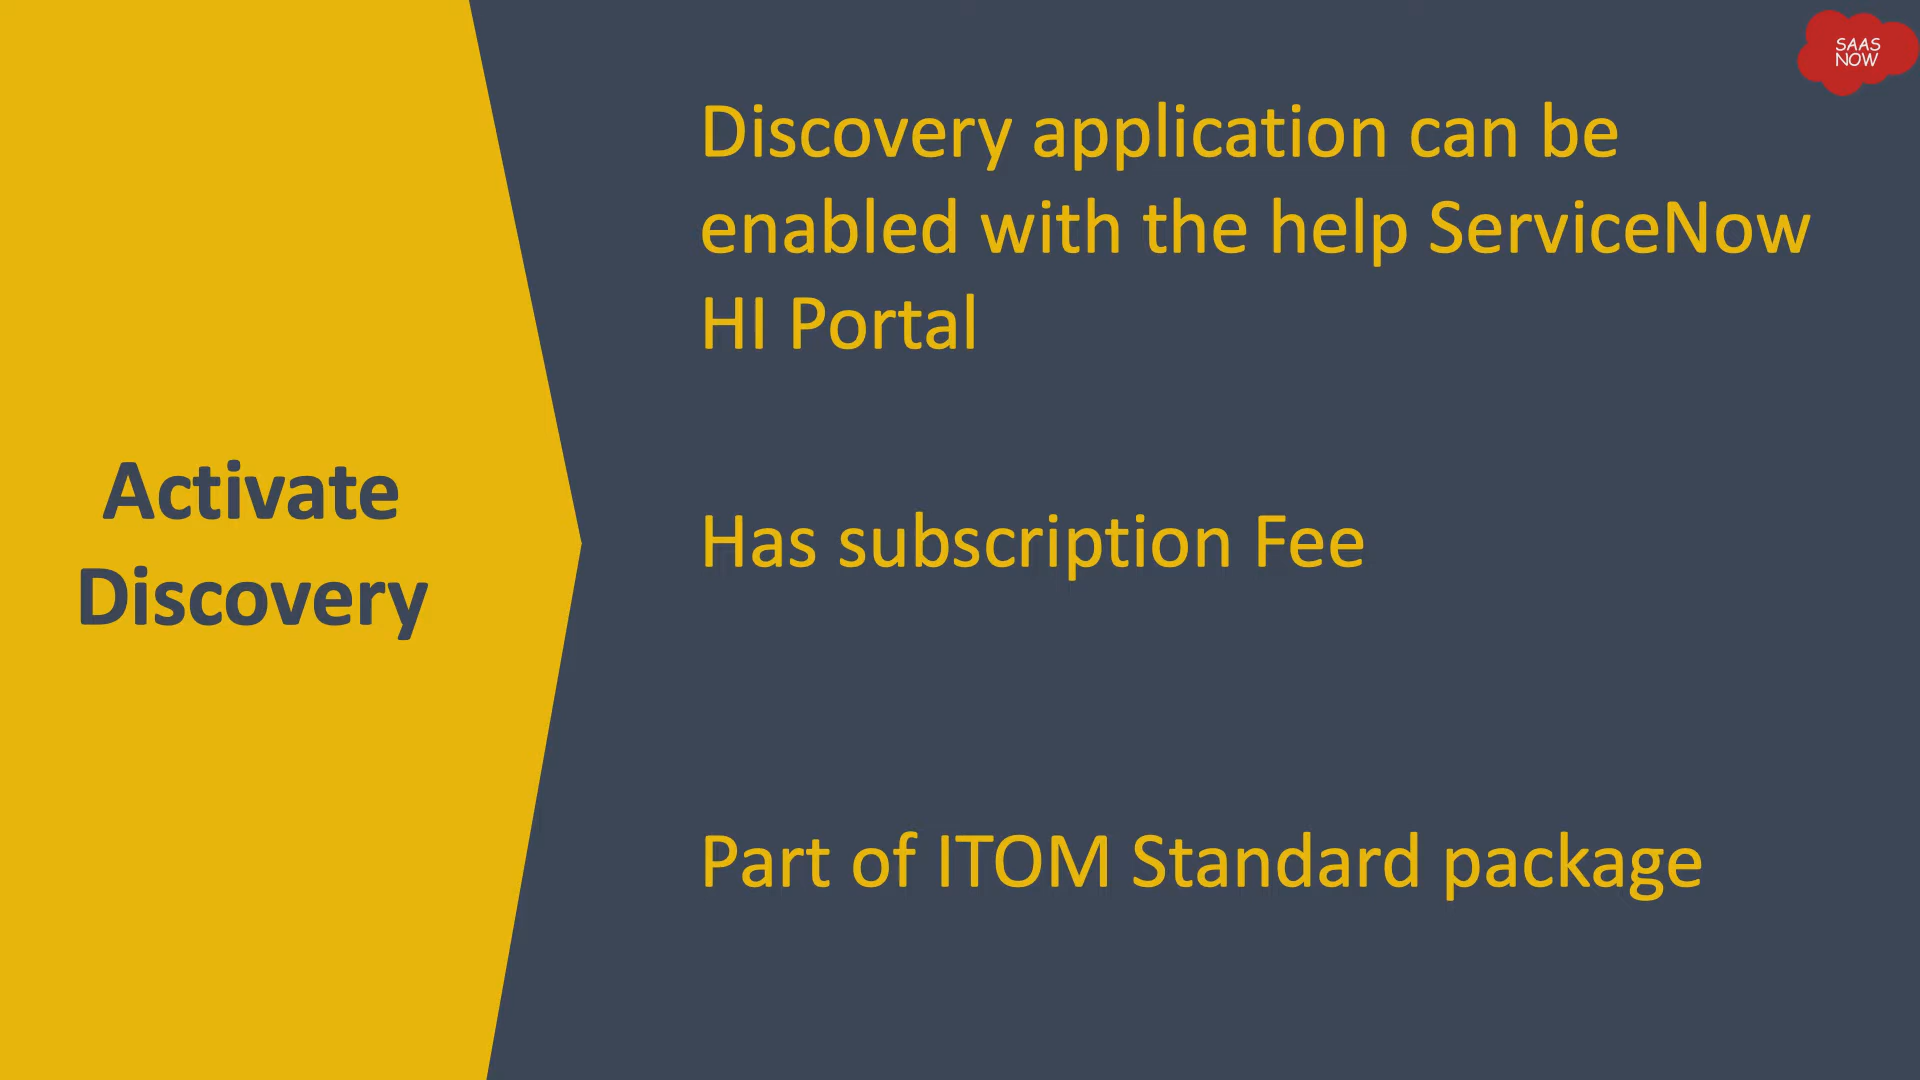 Activate
Discovery
Discovery application can be
enabled with the help ServiceNow
HI Portal
Has subscription Fee
Part of ITOM Standard package
SAAS
NOW